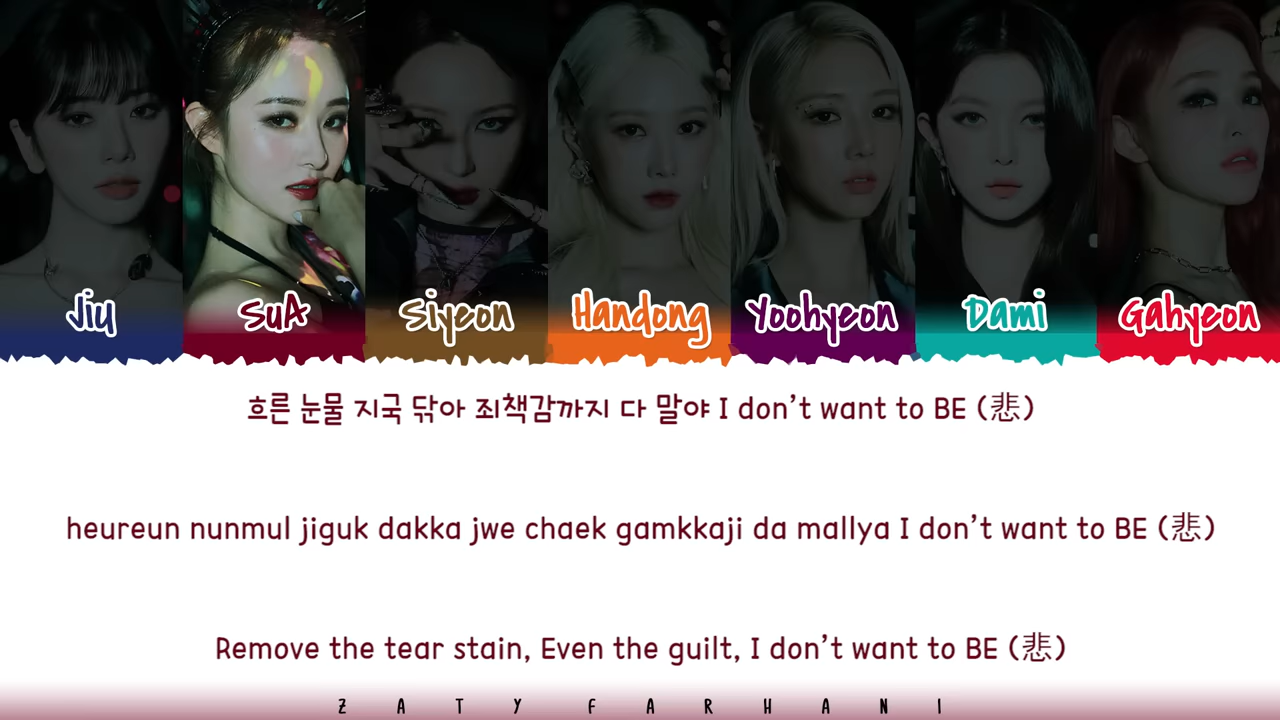 Jiu SuA Siyeon Handong Yoohyeon Dami Gahyeon
흐른 눈물 지국 닦아 죄책감까지 다 말야 I don't want to BE (悲)
heureun nunmul jiguk dakka jwe chaek gamkkaji da mallya I don't want to BE (悲)
Remove the tear stain, Even the guilt, I don't want to BE (悲)
ZATY FARHANI